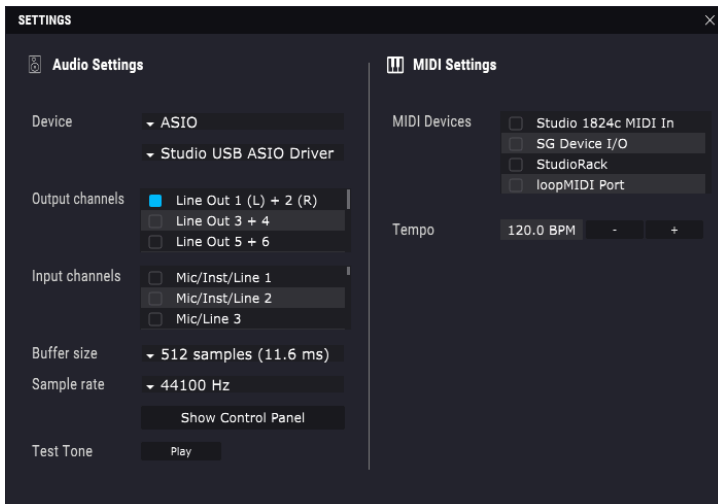 SETTINGS
Audio Settings
Device
ASIO
Studio USB ASIO Driver
Output channels
Line Out 1 (L) + 2 (R)
Line Out 3 + 4
Line Out 5 + 6
Input channels
Mic/Inst/Line 1
Mic/Inst/Line 2
Mic/Line 3
Buffer size
512 samples (11.6 ms)
Sample rate
44100 Hz
Show Control Panel
Test Tone
Play
MIDI Settings
MIDI Devices
Studio 1824c MIDI In
SG Device I/O
StudioRack
loopMIDI Port
Tempo
120.0 BPM - +